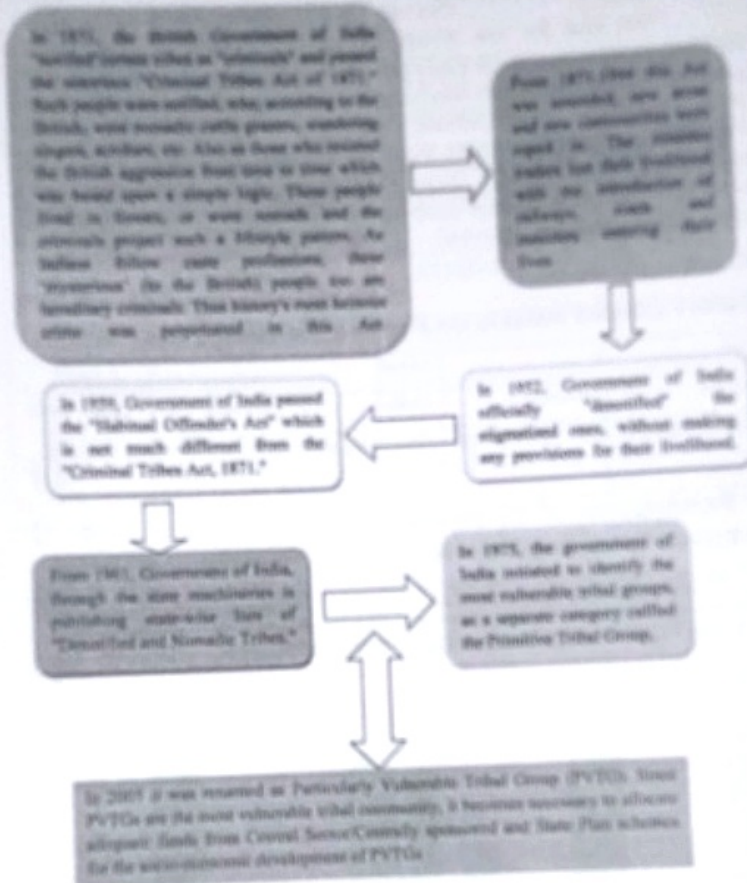 In 1871, the British Government of India
"notified" certain tribes as "criminals" and passed
the notorious "Criminal Tribes Act of 1871."
Such people were notified, who, according to the
British, were nomadic cattle grazers, wandering
singers, acrobats, etc. Also as those who resisted
the British aggression from time to time which
was based upon a simple logic. These people
lived in forests, or were nomads and the
criminals project such a lifestyle pattern. As
Indians follow caste professions, these
'mysterious' (to the British) people too are
hereditary criminals. Thus history's most heinous
crime was perpetrated in this Act
From 1871-1944 this Act
was amended, new areas
and new communities were
roped in. The
traders lost their livelihood
with the introduction of
railways, roads and
entering their
lives
In 1952, Government of India
officially "denotified" the
stigmatised ones, without making
any provisions for their livelihood.
In 1959, Government of India passed
the "Habitual Offender's Act" which
is not much different from the
"Criminal Tribes Act, 1871."
From 1961, Government of India,
through the state machineries is
publishing state-wise lists of
"Denotified and Nomadic Tribes."
In 1975, the government of
India initiated to identify the
most vulnerable tribal groups,
as a separate category called
the Primitive Tribal Group.
In it was renamed as Particularly Vulnerable Tribal Group (PVTG). Since
PVTGs are the most vulnerable tribal community, it becomes necessary to allocate
adequate funds from Central Sector/Centrally sponsored and State Plan schemes
for the socio-economic development of PVTGs